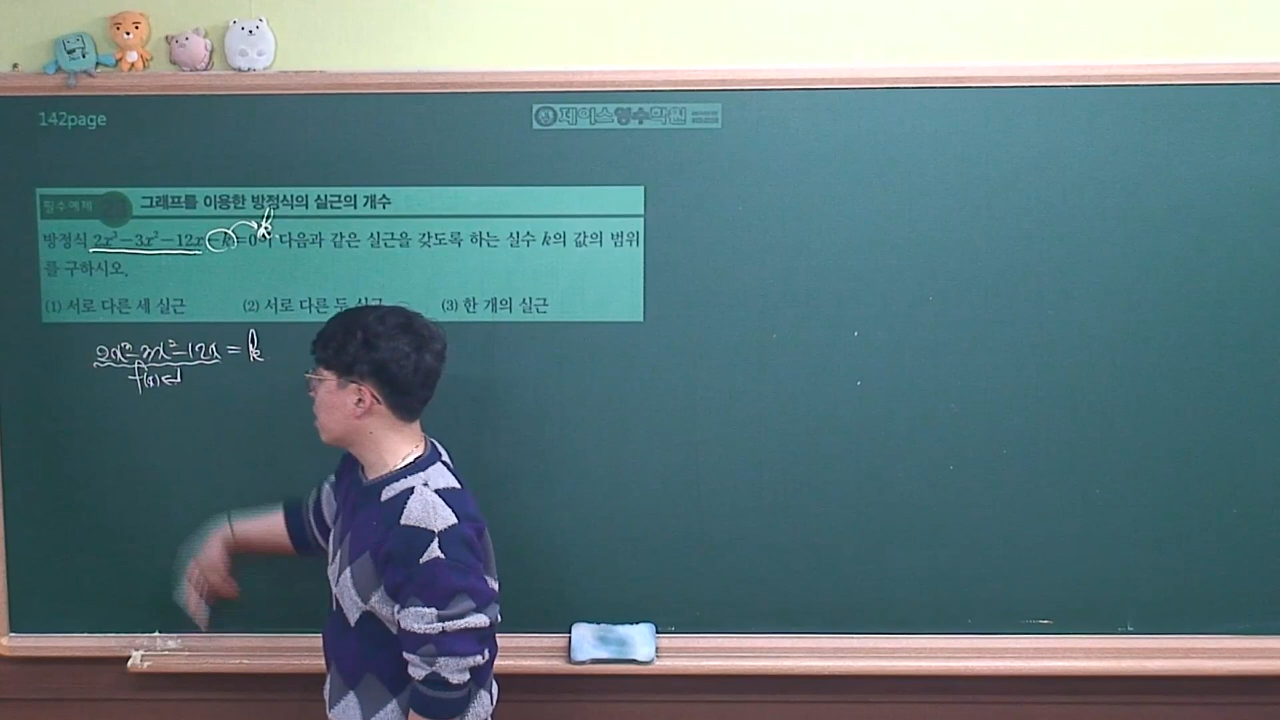 142page
제이스영수학원
필수예제 그래프를 이용한 방정식의 실근의 개수
k
방정식 2x³-3x²-12x-k=0이 다음과 같은 실근을 갖도록 하는 실수 k의 값의 범위
를 구하시오.
(1) 서로 다른 세 실근 (2) 서로 다른 두 실근 (3) 한 개의 실근
2x³-3x²-12x = k